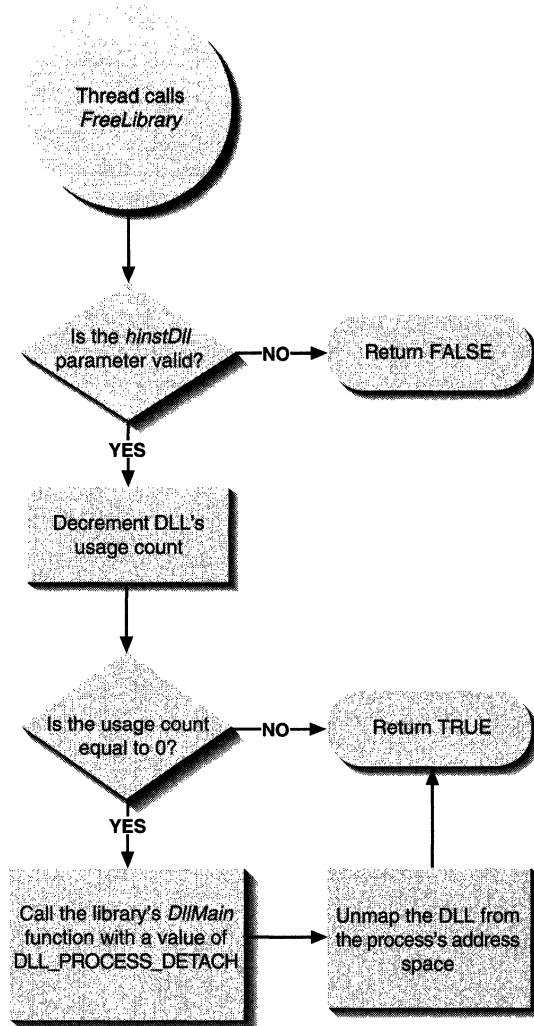 Thread calls
FreeLibrary
Is the hinstDll
parameter valid?
NO
Return FALSE
YES
Decrement DLL's
usage count
Is the usage count
equal to 0?
NO
Return TRUE
YES
Call the library's DllMain
function with a value of
DLL_PROCESS_DETACH
Unmap the DLL from
the process's address
space